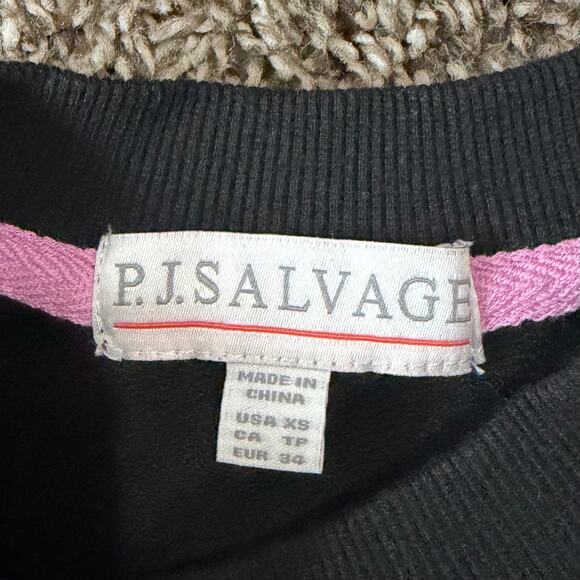 P.J.SALVAGE
MADE IN
CHINA
USA XS
CA TP
EUR 34